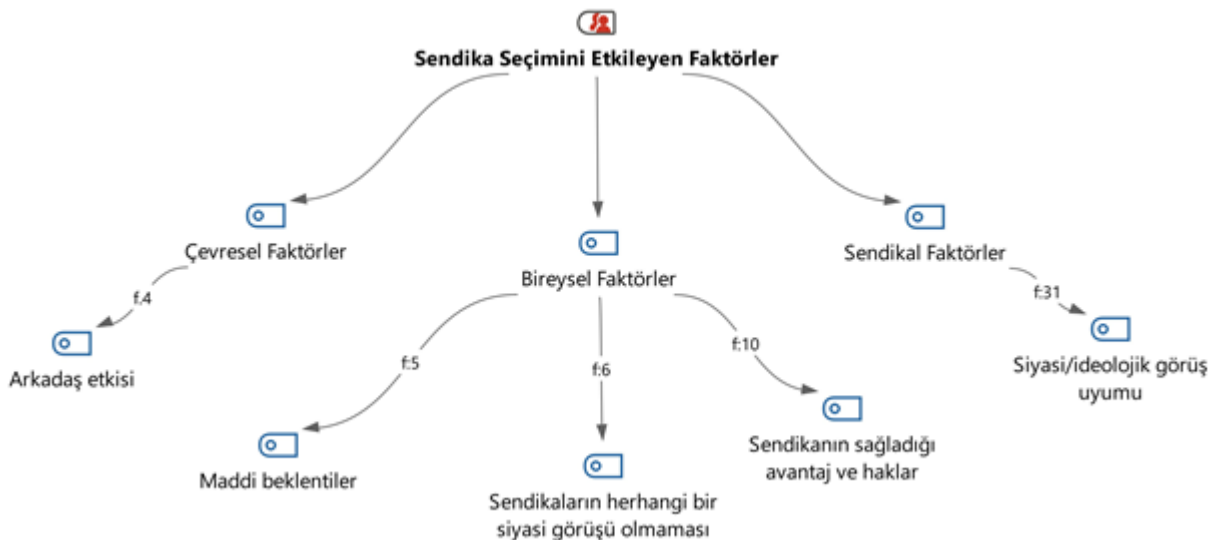 Sendika Seçimini Etkileyen Faktörler
Çevresel Faktörler
Bireysel Faktörler
Sendikal Faktörler
f:4
f:5
f:6
f:10
f:31
Arkadaş etkisi
Maddi beklentiler
Sendikaların herhangi bir
siyasi görüşü olmaması
Sendikanın sağladığı
avantaj ve haklar
Siyasi/ideolojik görüş
uyumu